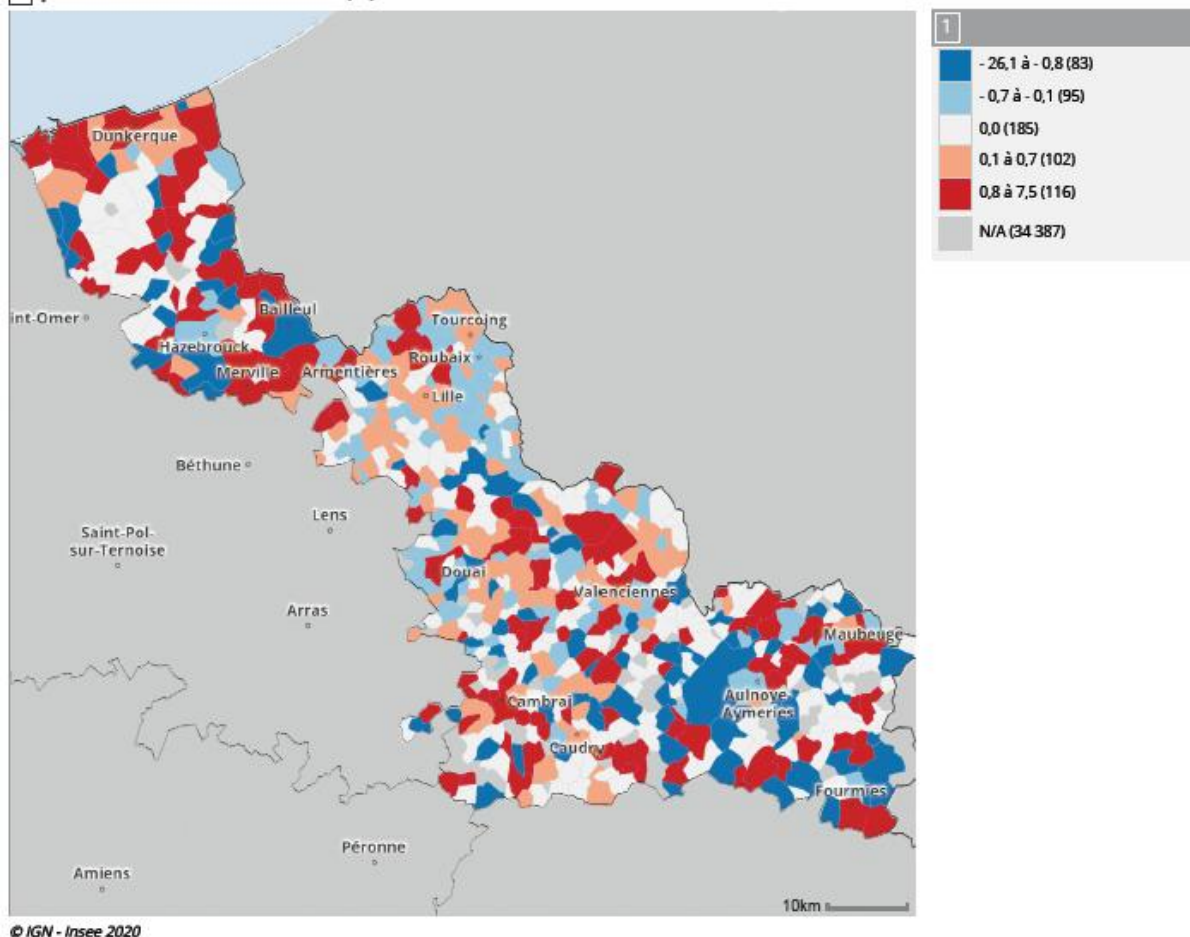 1
- 26,1 à - 0,8 (83)
- 0,7 à - 0,1 (95)
0,0 (185)
0,1 à 0,7 (102)
0,8 à 7,5 (116)
N/A (34 387)
Dunkerque
int-Omer
Bailleul
Hazebrouck
Merville
Armentières
Tourcoing
Roubaix
Lille
Béthune
Lens
Saint-Pol-
sur-Ternoise
Douai
Valenciennes
Arras
Maubeuge
Cambrai
Aulnoye-
Aymeries
Caudry
Fourmies
Péronne
Amiens
10km
© IGN - Insee 2020